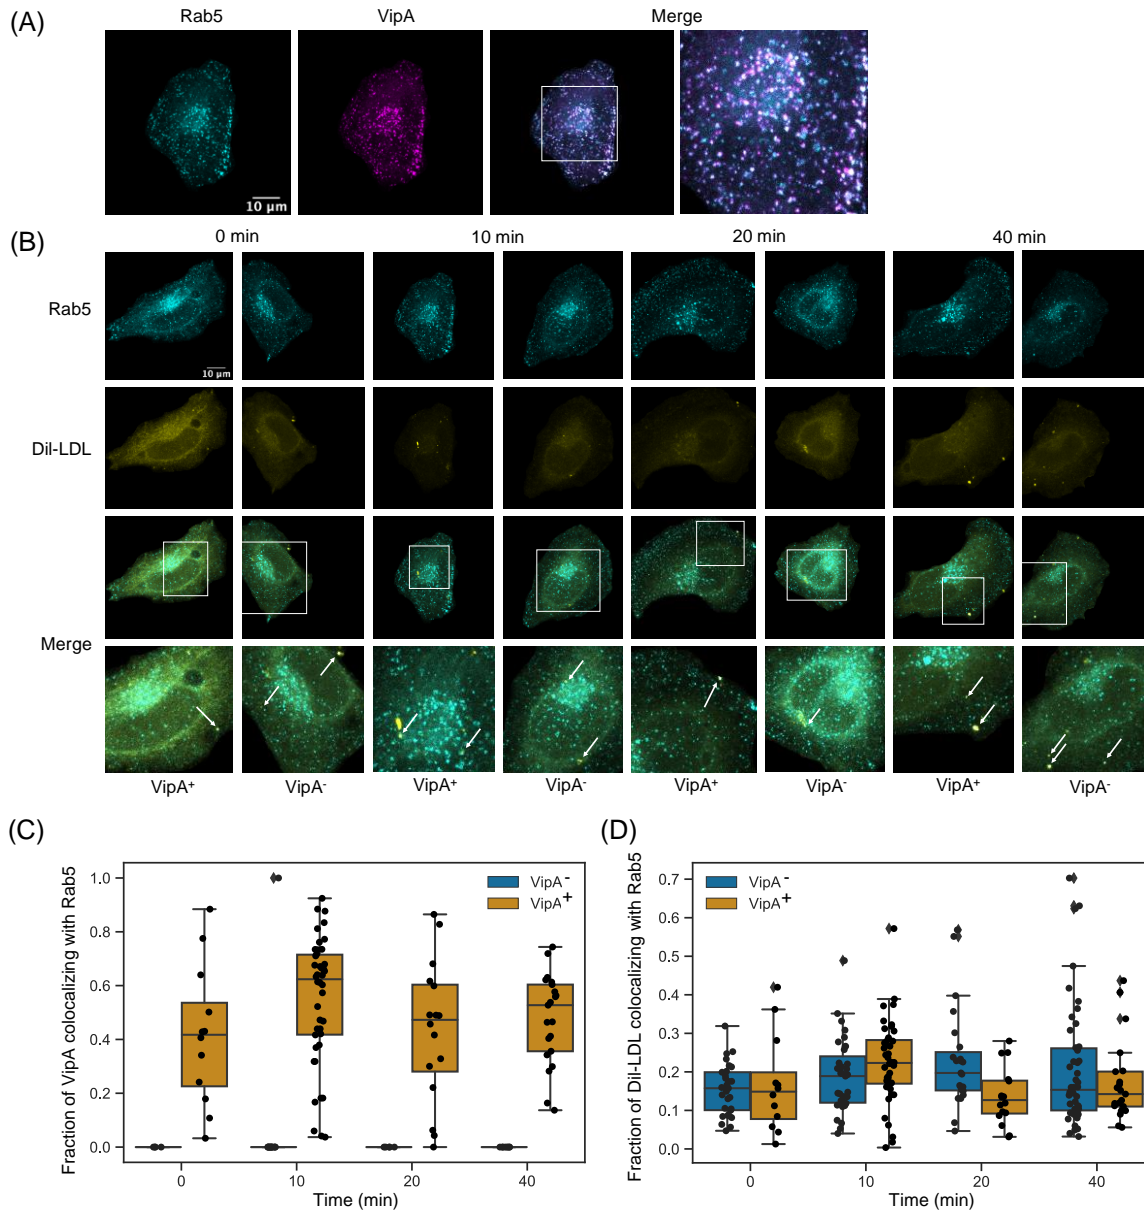 (A)
Rab5 VipA Merge
10 µm
(B)
0 min 10 min 20 min 40 min
Rab5
10 µm
Dil-LDL
Merge
VipA+ VipA- VipA+ VipA- VipA+ VipA- VipA+ VipA-
(C)
Fraction of VipA colocalizing with Rab5
1.0
0.8
0.6
0.4
0.2
0.0
VipA-
VipA+
0 10 20 40
Time (min)
(D)
Fraction of Dil-LDL colocalizing with Rab5
0.7
0.6
0.5
0.4
0.3
0.2
0.1
0.0
VipA-
VipA+
0 10 20 40
Time (min)